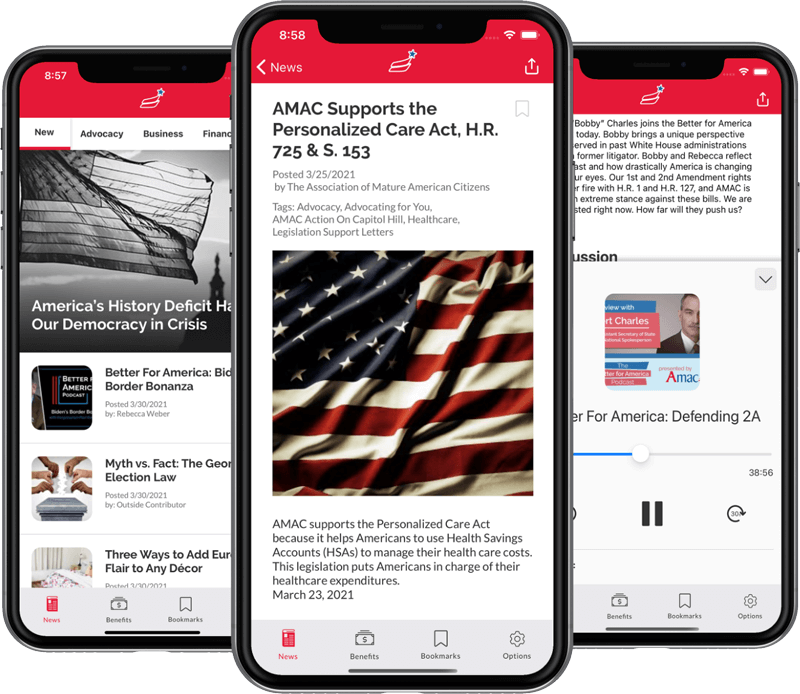 8:57
New
Advocacy
Business
Financ
America's History Deficit Ha
Our Democracy in Crisis
BETTER F
AMERIC
PODCAST
Biden's Border Bo
Better For America: Bid
Border Bonanza
Posted 3/30/2021
by: Rebecca Weber
Myth vs. Fact: The Geor
Election Law
Posted 3/30/2021
by: Outside Contributor
Three Ways to Add Euro
Flair to Any Décor
Posted 3/30/2021
News
Benefits
Bookmarks
8:58
News
AMAC Supports the
Personalized Care Act, H.R.
725 & S. 153
Posted 3/25/2021
by The Association of Mature American Citizens
Tags: Advocacy, Advocating for You,
AMAC Action On Capitol Hill, Healthcare,
Legislation Support Letters
AMAC supports the Personalized Care Act
because it helps Americans to use Health Savings
Accounts (HSAs) to manage their health care costs.
This legislation puts Americans in charge of their
healthcare expenditures.
March 23, 2021
News
Benefits
Bookmarks
Options
"Bobby" Charles joins the Better for America
today. Bobby brings a unique perspective
erved in past White House administrations
former litigator. Bobby and Rebecca reflect
ast and how drastically America is changing
ur eyes. Our 1st and 2nd Amendment rights
r fire with H.R. 1 and H.R. 127, and AMAC is
n extreme stance against these bills. We are
sted right now. How far will they push us?
ussion
view with
rt Charles
istant Secretary of State
ational Spokesperson
The
tter for America
Podcast
presented by
Amac
er For America: Defending 2A
38:56
30
Benefits
Bookmarks
Options